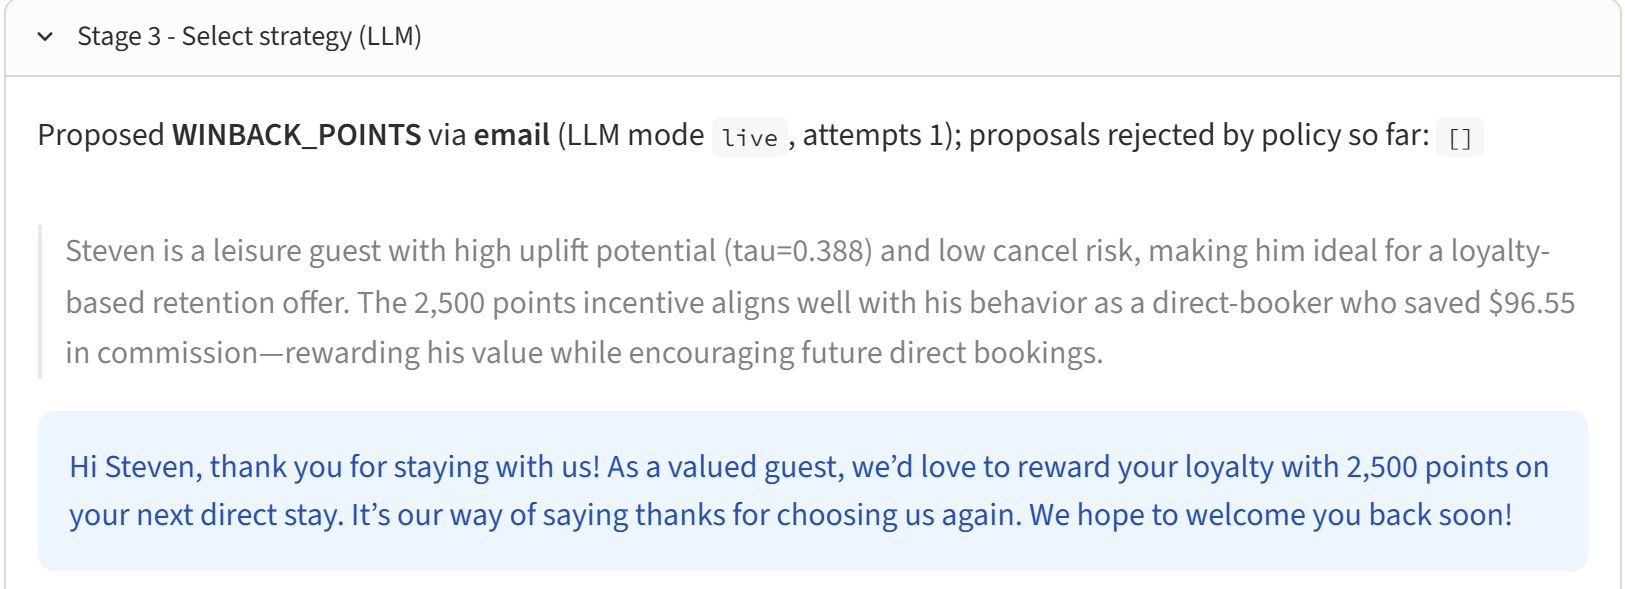 Stage 3 - Select strategy (LLM)
Proposed WINBACK_POINTS via email (LLM mode live, attempts 1); proposals rejected by policy so far: []
Steven is a leisure guest with high uplift potential (tau=0.388) and low cancel risk, making him ideal for a loyalty-
based retention offer. The 2,500 points incentive aligns well with his behavior as a direct-booker who saved $96.55
in commission—rewarding his value while encouraging future direct bookings.
Hi Steven, thank you for staying with us! As a valued guest, we’d love to reward your loyalty with 2,500 points on
your next direct stay. It’s our way of saying thanks for choosing us again. We hope to welcome you back soon!